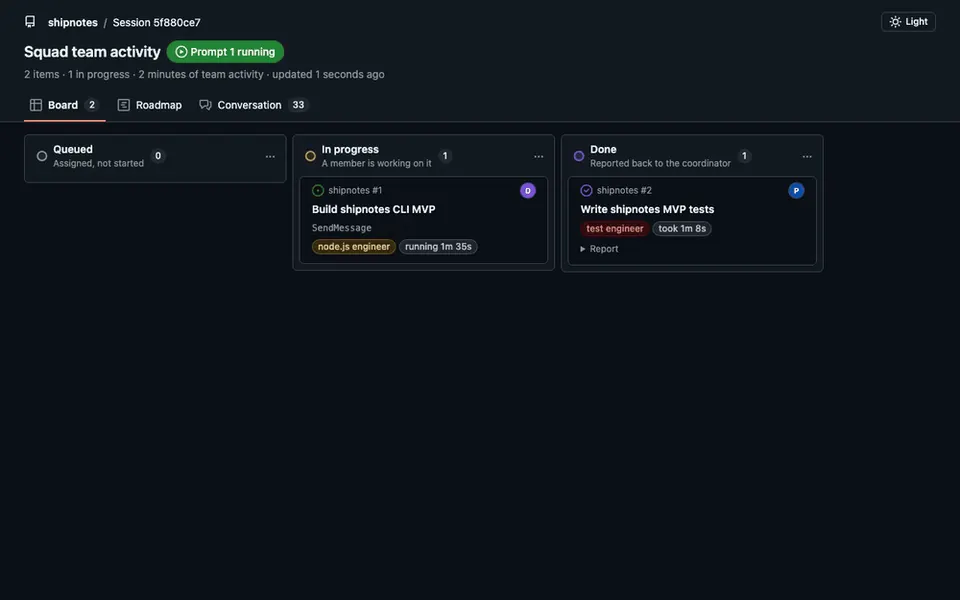 shipnotes / Session 5f880ce7
Light
Squad team activity Prompt 1 running
2 items · 1 in progress · 2 minutes of team activity · updated 1 seconds ago
Board 2 Roadmap Conversation 33
Queued 0 ...
Assigned, not started
In progress 1 ...
A member is working on it
shipnotes #1 D
Build shipnotes CLI MVP
SendMessage
node.js engineer running 1m 35s
Done 1 ...
Reported back to the coordinator
shipnotes #2 P
Write shipnotes MVP tests
test engineer took 1m 8s
Report